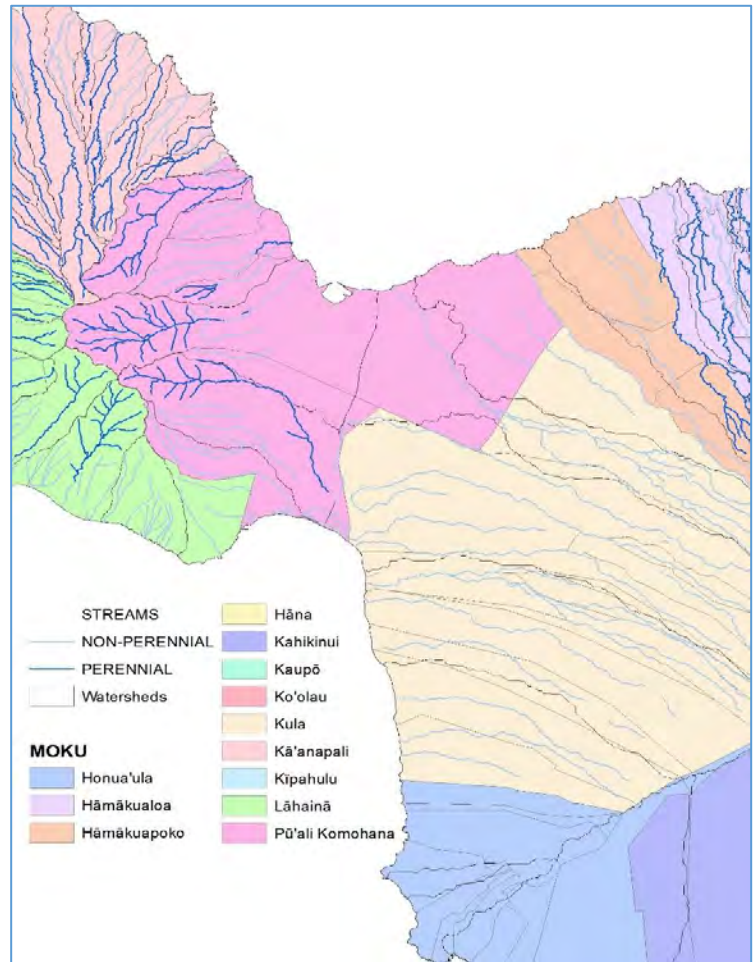 STREAMS
NON-PERENNIAL
PERENNIAL
Watersheds
MOKU
Honua'ula
Hāmākualoa
Hāmākuapoko
Hāna
Kahikinui
Kaupō
Ko'olau
Kula
Kā'anapali
Kīpahulu
Lāhainā
Pū'ali Komohana